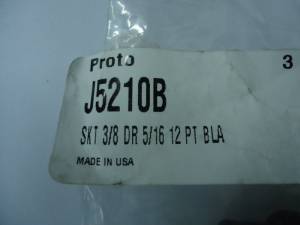 Proto 3
J5210B
SKT 3/8 DR 5/16 12 PT BLA
MADE IN USA